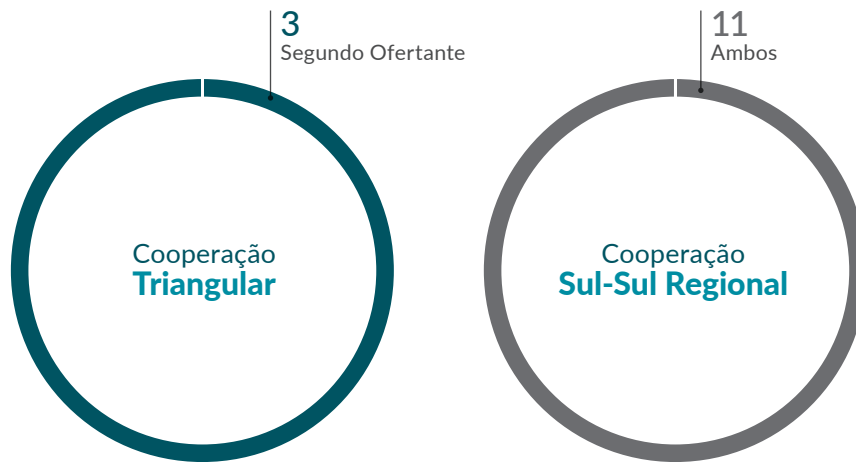 3
Segundo Ofertante
11
Ambos
Cooperação
Triangular
Cooperação
Sul-Sul Regional